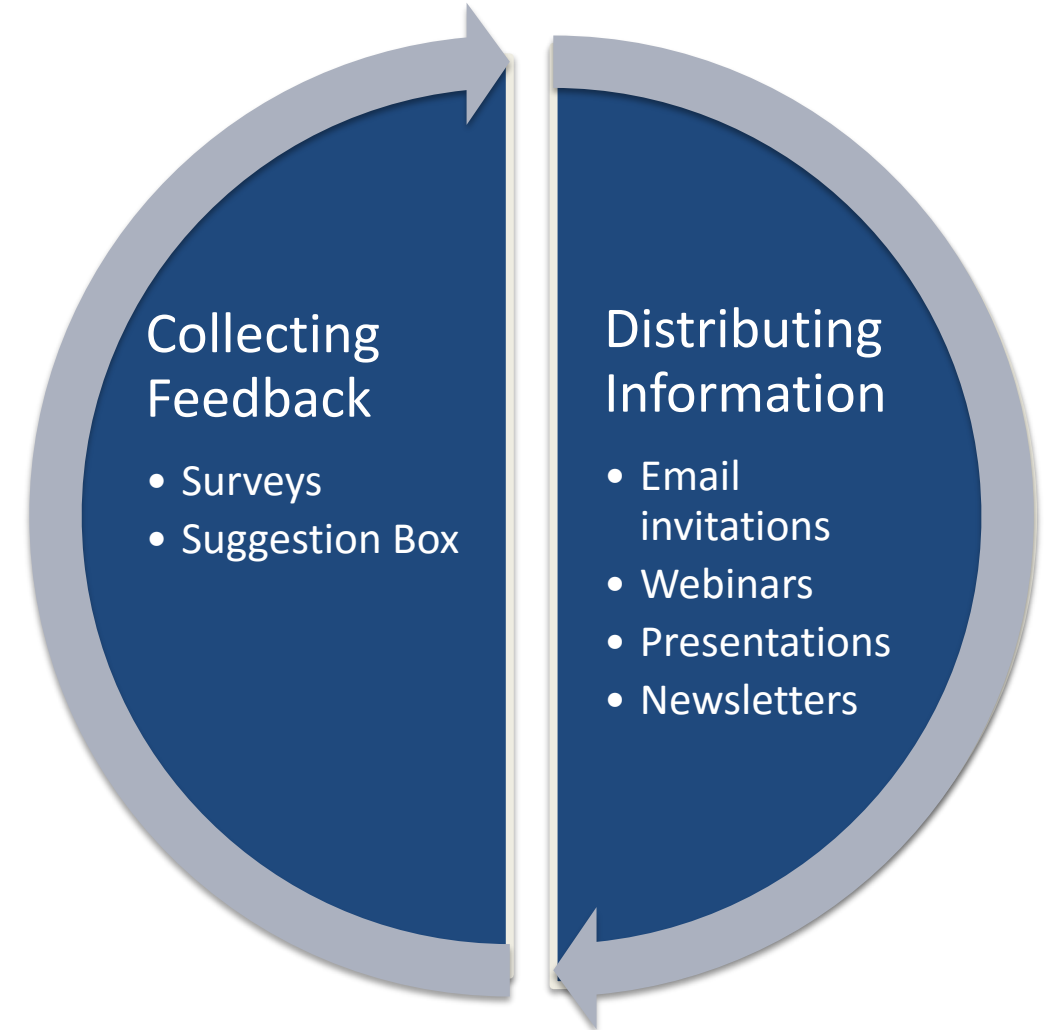 Collecting
Feedback
• Surveys
• Suggestion Box
Distributing
Information
• Email
invitations
• Webinars
• Presentations
• Newsletters